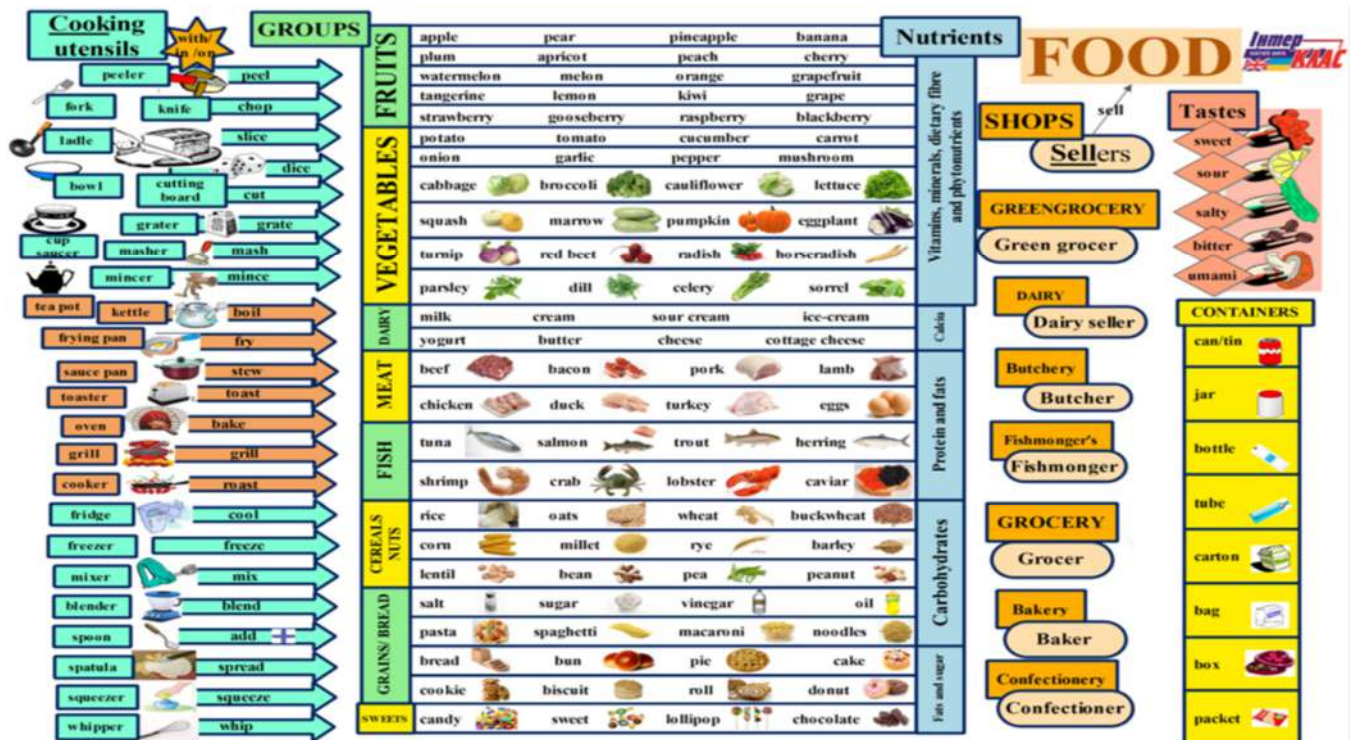 Cooking utensils
with/ in /on
peeler peel
fork knife chop
ladle slice
dice
bowl cutting board cut
grater grate
cup saucer masher mash
mincer mince
tea pot kettle boil
frying pan fry
sauce pan stew
toaster toast
oven bake
grill grill
cooker roast
fridge cool
freezer freeze
mixer mix
blender blend
spoon add
spatula spread
squeezer squeeze
whipper whip
GROUPS
FRUITS
apple pear pineapple banana
plum apricot peach cherry
watermelon melon orange grapefruit
tangerine lemon kiwi grape
strawberry gooseberry raspberry blackberry
VEGETABLES
potato tomato cucumber carrot
onion garlic pepper mushroom
cabbage broccoli cauliflower lettuce
squash marrow pumpkin eggplant
turnip red beet radish horseradish
parsley dill celery sorrel
DAIRY
milk cream sour cream ice-cream
yogurt butter cheese cottage cheese
MEAT
beef bacon pork lamb
chicken duck turkey eggs
FISH
tuna salmon trout herring
shrimp crab lobster caviar
CEREALS NUTS
rice oats wheat buckwheat
corn millet rye barley
lentil bean pea peanut
GRAINS/ BREAD
salt sugar vinegar oil
pasta spaghetti macaroni noodles
bread bun pie cake
cookie biscuit roll donut
SWEETS
candy sweet lollipop chocolate
Nutrients
Vitamins, minerals, dietary fibre and phytonutrients
Calciu
Protein and fats
Carbohydrates
Fat and sugar
FOOD
Інтер
КЛАС
sell
SHOPS
Sellers
GREENGROCERY
Green grocer
DAIRY
Dairy seller
Butchery
Butcher
Fishmonger's
Fishmonger
GROCERY
Grocer
Bakery
Baker
Confectionery
Confectioner
Tastes
sweet
sour
salty
bitter
umami
CONTAINERS
can/tin
jar
bottle
tube
carton
bag
box
packet